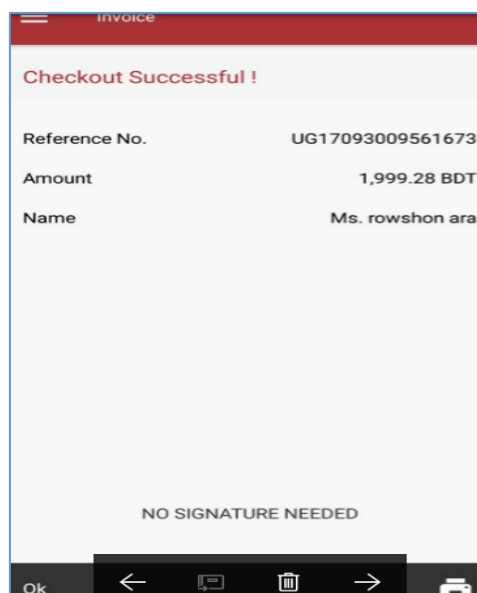 Invoice
Checkout Successful !
Reference No. UG17093009561673
Amount 1,999.28 BDT
Name Ms. rowshon ara
NO SIGNATURE NEEDED
Ok